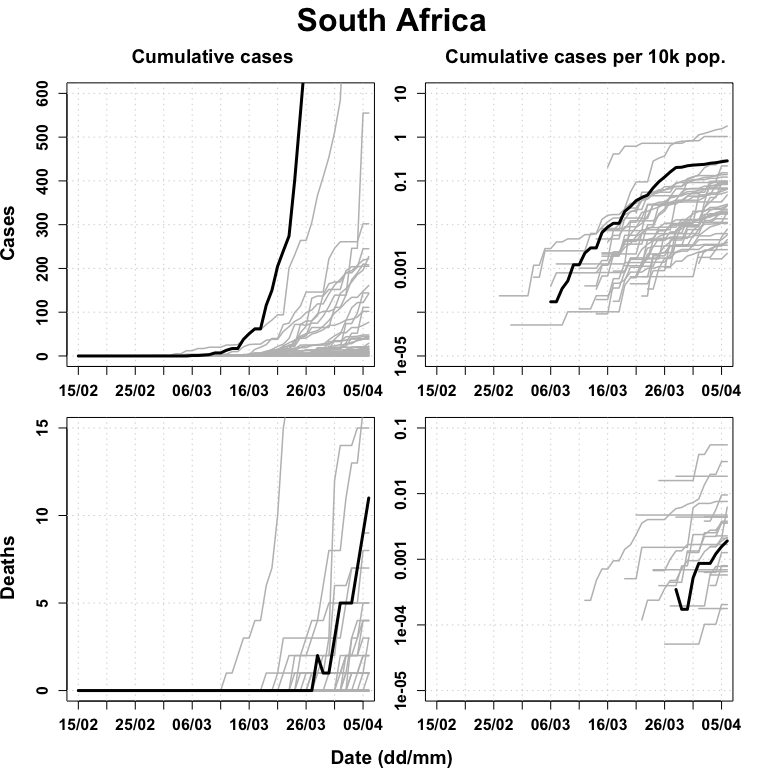 South Africa
Cumulative cases
Cumulative cases per 10k pop.
Cases
600
500
400
300
200
100
0
15/02 25/02 06/03 16/03 26/03 05/04
10
1
0.1
0.001
1e-05
15/02 25/02 06/03 16/03 26/03 05/04
Deaths
15
10
5
0
15/02 25/02 06/03 16/03 26/03 05/04
0.1
0.01
0.001
1e-04
1e-05
15/02 25/02 06/03 16/03 26/03 05/04
Date (dd/mm)